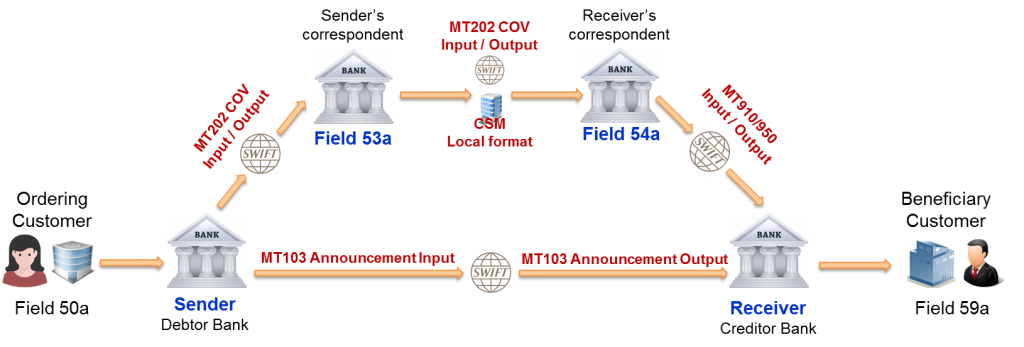 Sender's
correspondent
MT202 COV
Input / Output
Receiver's
correspondent
BANK
SWIFT
BANK
MT202 COV
Input / Output
Field 53a
CSM
Local format
Field 54a
MT910/950
Input / Output
SWIFT
SWIFT
Ordering
Customer
Beneficiary
Customer
BANK
BANK
MT103 Announcement Input
SWIFT
MT103 Announcement Output
Field 50a
Sender
Debtor Bank
Receiver
Creditor Bank
Field 59a